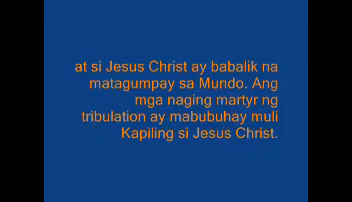 at si Jesus Christ ay babalik na
matagumpay sa Mundo. Ang
mga naging martyr ng
tribulation ay mabubuhay muli
Kapiling si Jesus Christ.